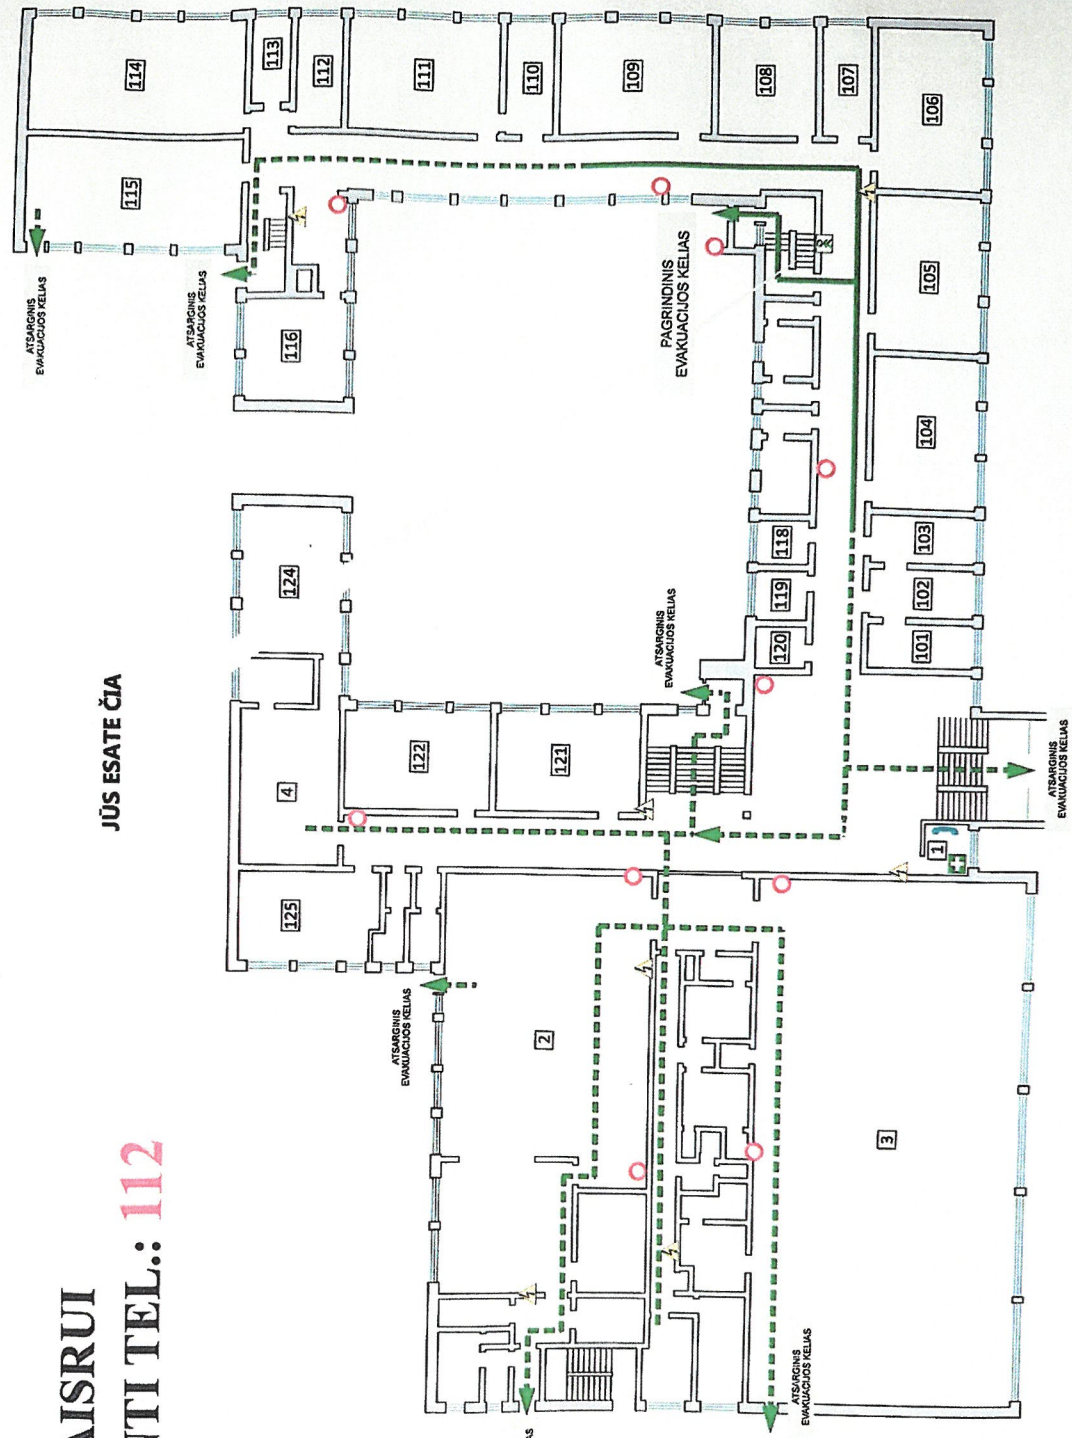 AISRUI
NTI TEL.: 112
JŪS ESATE ČIA
ATSARGINIS
EVAKUACIJOS KELIAS
114
113
112
111
110
109
108
107
106
115
ATSARGINIS
EVAKUACIJOS KELIAS
116
PAGRINDINIS
EVAKUACIJOS KELIAS
105
104
103
102
101
118
119
120
124
4
122
121
125
ATSARGINIS
EVAKUACIJOS KELIAS
ATSARGINIS
EVAKUACIJOS KELIAS
2
1
3
ATSARGINIS
EVAKUACIJOS KELIAS
ATSARGINIS
EVAKUACIJOS KELIAS
AS